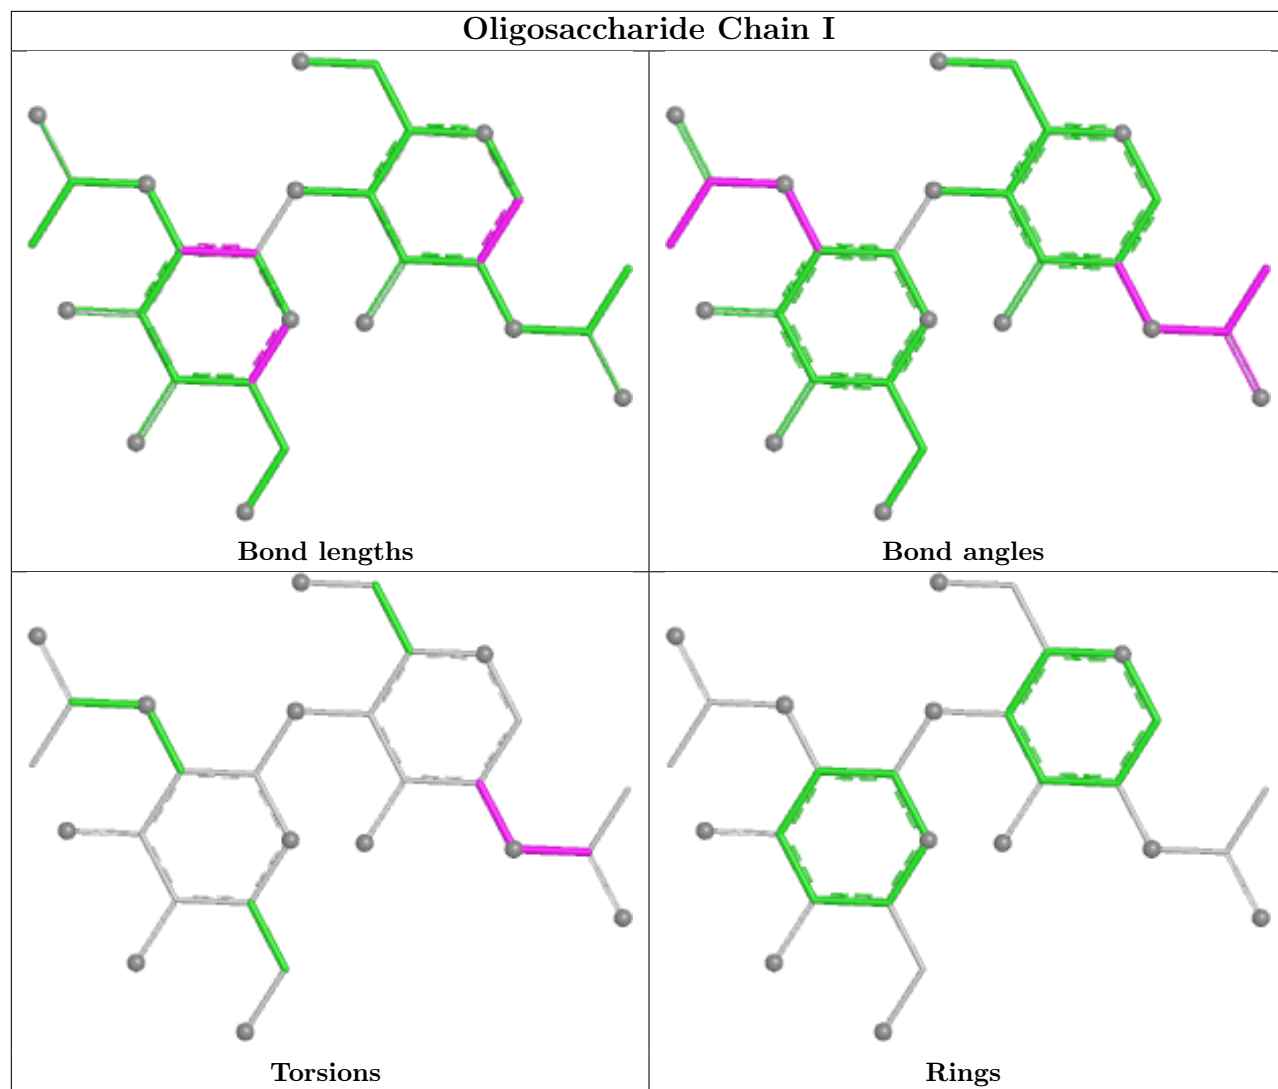 Oligosaccharide Chain I
Bond lengths
Bond angles
Torsions
Rings